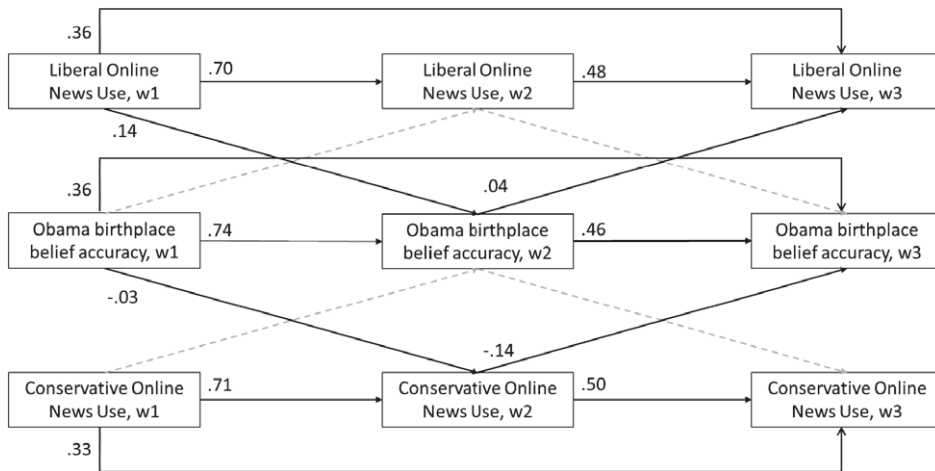 .36
Liberal Online
News Use, w1
.70
Liberal Online
News Use, w2
.48
Liberal Online
News Use, w3
.14
.36
.04
Obama birthplace
belief accuracy, w1
.74
Obama birthplace
belief accuracy, w2
.46
Obama birthplace
belief accuracy, w3
-.03
-.14
Conservative Online
News Use, w1
.71
Conservative Online
News Use, w2
.50
Conservative Online
News Use, w3
.33